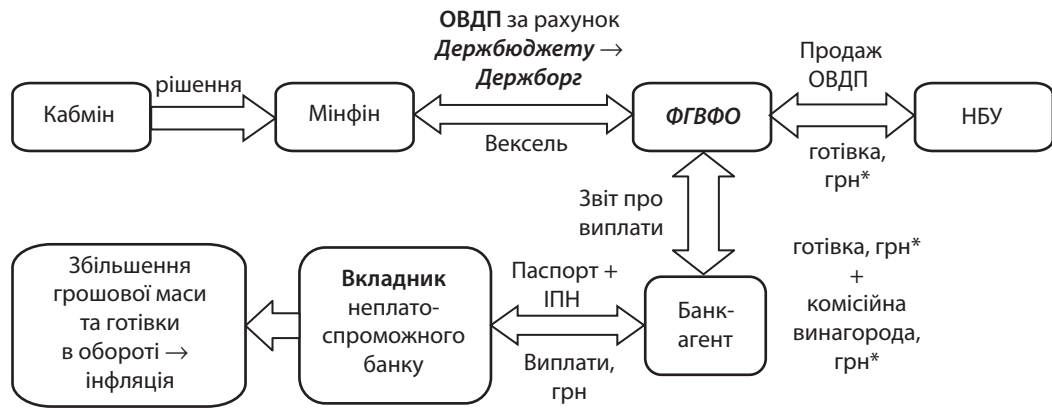 ОВДП за рахунок
Держбюджету →
Держборг
Продаж
ОВДП
рішення
Кабмін
Мінфін
ФГВФО
НБУ
Вексель
готівка,
грн*
Звіт про
виплати
готівка, грн*
+
комісійна
винагорода,
грн*
Збільшення
грошової маси
та готівки
в обороті →
інфляція
Вкладник
неплато-
спроможного
банку
Паспорт +
ІПН
Виплати,
грн
Банк-
агент